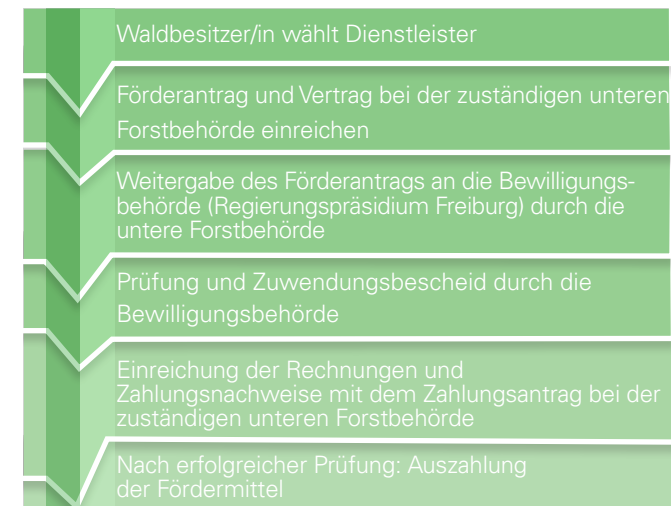 Waldbesitzer/in wählt Dienstleister
Förderantrag und Vertrag bei der zuständigen unteren
Forstbehörde einreichen
Weitergabe des Förderantrags an die Bewilligungs-
behörde (Regierungspräsidium Freiburg) durch die
untere Forstbehörde
Prüfung und Zuwendungsbescheid durch die
Bewilligungsbehörde
Einreichung der Rechnungen und
Zahlungsnachweise mit dem Zahlungsantrag bei der
zuständigen unteren Forstbehörde
Nach erfolgreicher Prüfung: Auszahlung
der Fördermittel